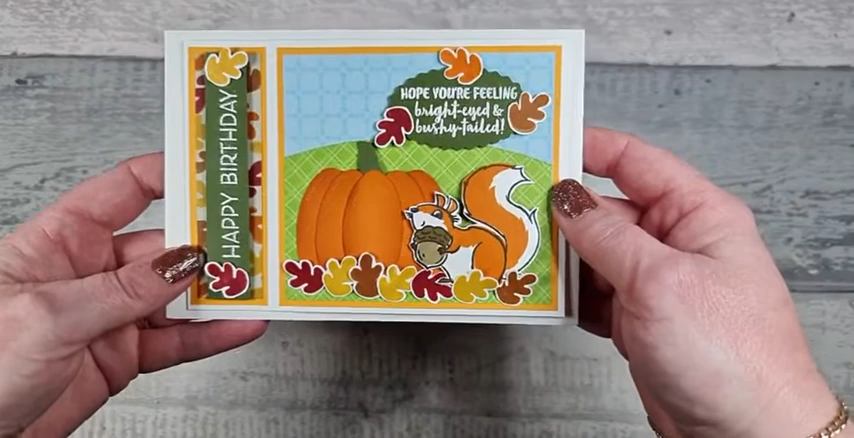 HAPPY BIRTHDAY
HOPE YOU'RE FEELING
bright-eyed &
bushy-tailed!